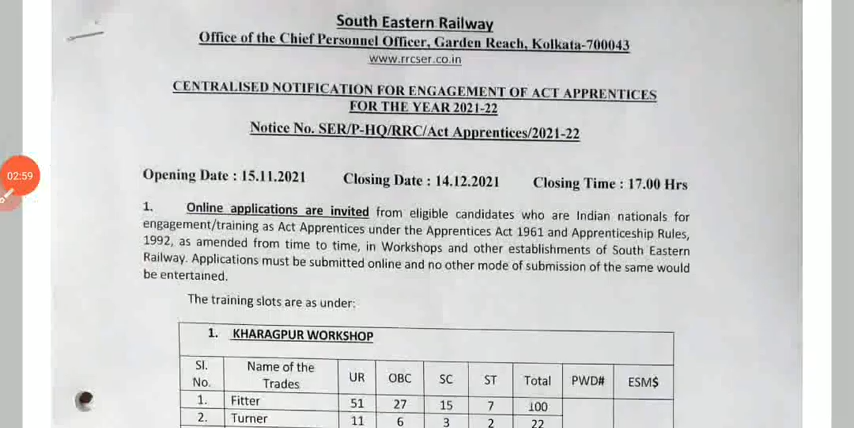 South Eastern Railway
Office of the Chief Personnel Officer, Garden Reach, Kolkata-700043
www.rrcser.co.in
CENTRALISED NOTIFICATION FOR ENGAGEMENT OF ACT APPRENTICES
FOR THE YEAR 2021-22
Notice No. SER/P-HQ/RRC/Act Apprentices/2021-22
Opening Date : 15.11.2021 Closing Date : 14.12.2021 Closing Time : 17.00 Hrs
02:59
1. Online applications are invited from eligible candidates who are Indian nationals for
engagement/training as Act Apprentices under the Apprentices Act 1961 and Apprenticeship Rules,
1992, as amended from time to time, in Workshops and other establishments of South Eastern
Railway. Applications must be submitted online and no other mode of submission of the same would
be entertained.
The training slots are as under:
1. KHARAGPUR WORKSHOP
Sl. No. Name of the Trades UR OBC SC ST Total PWD# ESM$
1. Fitter 51 27 15 7 100
2. Turner 11 6 3 2 22